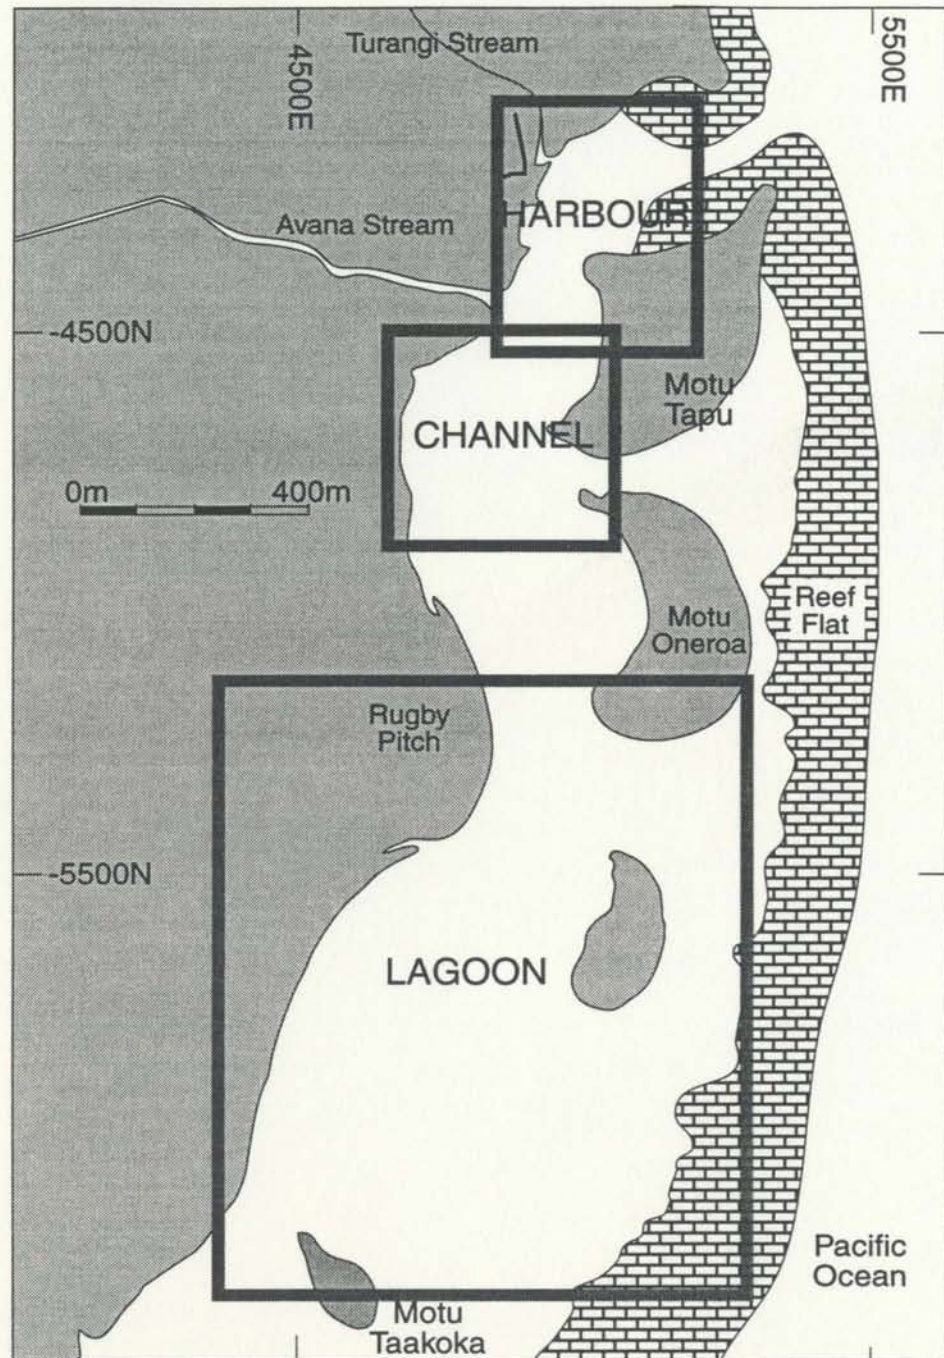 Turangi Stream
4500E
5500E
HARBOUR
Avana Stream
-4500N
Motu
Tapu
CHANNEL
0m
400m
Reef
Flat
Motu
Oneroa
Rugby
Pitch
-5500N
LAGOON
Pacific
Ocean
Motu
Taakoka